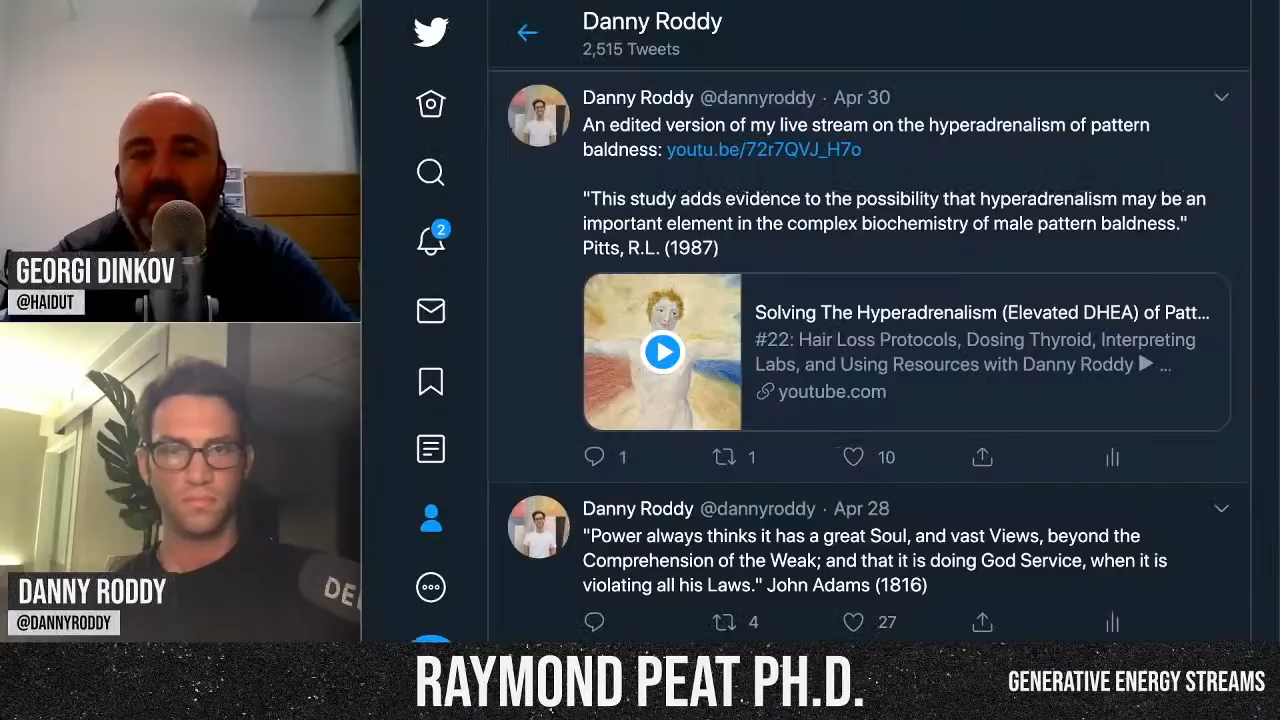 GEORGI DINKOV
@HAIDUT
DANNY RODDY
@DANNYRODDY
DE
2
Danny Roddy
2,515 Tweets
Danny Roddy @dannyroddy · Apr 30
An edited version of my live stream on the hyperadrenalism of pattern
baldness: youtu.be/72r7QVJ_H7o
"This study adds evidence to the possibility that hyperadrenalism may be an
important element in the complex biochemistry of male pattern baldness."
Pitts, R.L. (1987)
Solving The Hyperadrenalism (Elevated DHEA) of Patt...
#22: Hair Loss Protocols, Dosing Thyroid, Interpreting
Labs, and Using Resources with Danny Roddy ▶ ...
youtube.com
1 1 10
Danny Roddy @dannyroddy · Apr 28
"Power always thinks it has a great Soul, and vast Views, beyond the
Comprehension of the Weak; and that it is doing God Service, when it is
violating all his Laws." John Adams (1816)
4 27
RAYMOND PEAT PH.D.
GENERATIVE ENERGY STREAMS